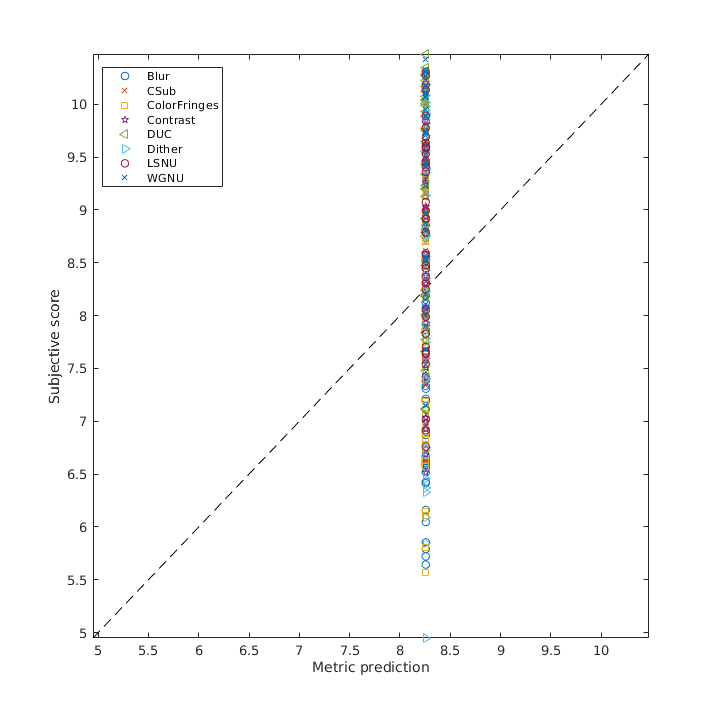 Blur
CSub
ColorFringes
Contrast
DUC
Dither
LSNU
WGNU
10
9.5
9
8.5
8
7.5
7
6.5
6
5.5
5
Subjective score
5 5.5 6 6.5 7 7.5 8 8.5 9 9.5 10
Metric prediction